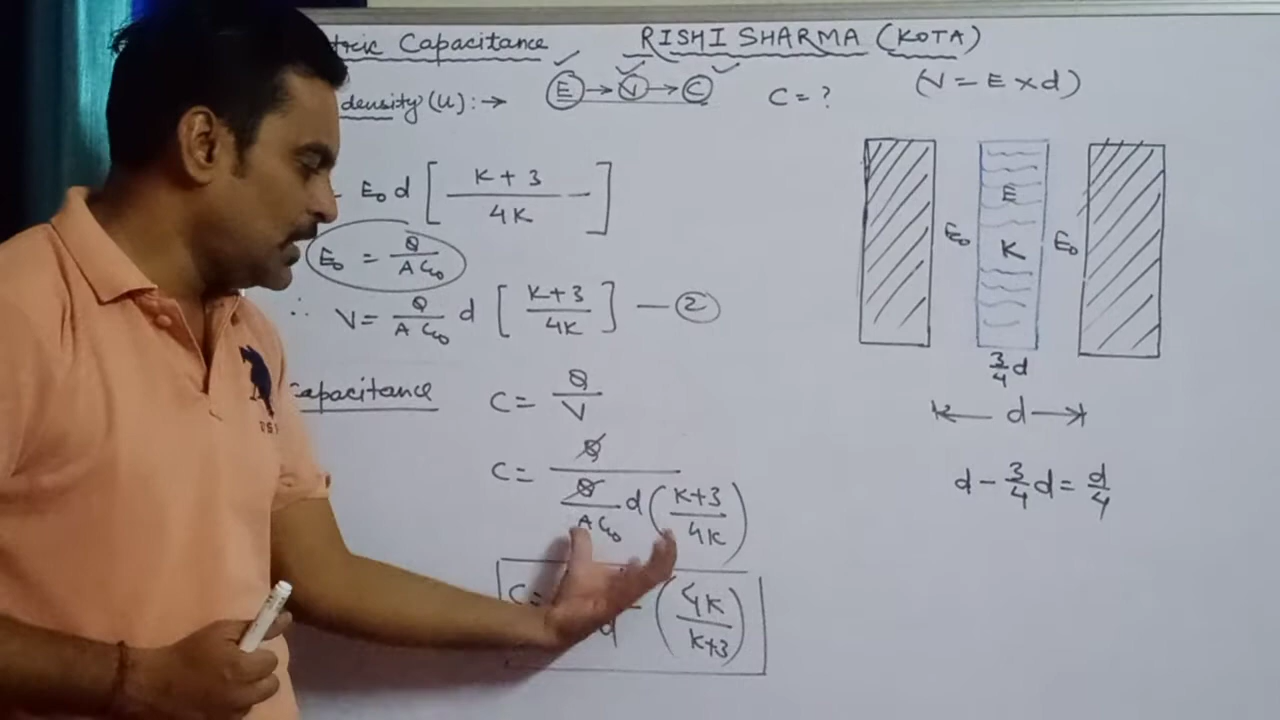 tric Capacitance
RISHI SHARMA (KOTA)
density (u) :→
E → V → C
C = ?
(V = E × d)
E₀ d [ K + 3 / 4K ]
E₀ = Q / A ε₀
∴ V = Q / A ε₀ d [ K+3 / 4K ] — ②
Capacitance
C = Q / V
C = Q / Q / A ε₀ d ( K+3 / 4K )
C = d ( 4K / K+3 )
E₀
E
K
E₀
3/4 d
d
d - 3/4 d = d/4